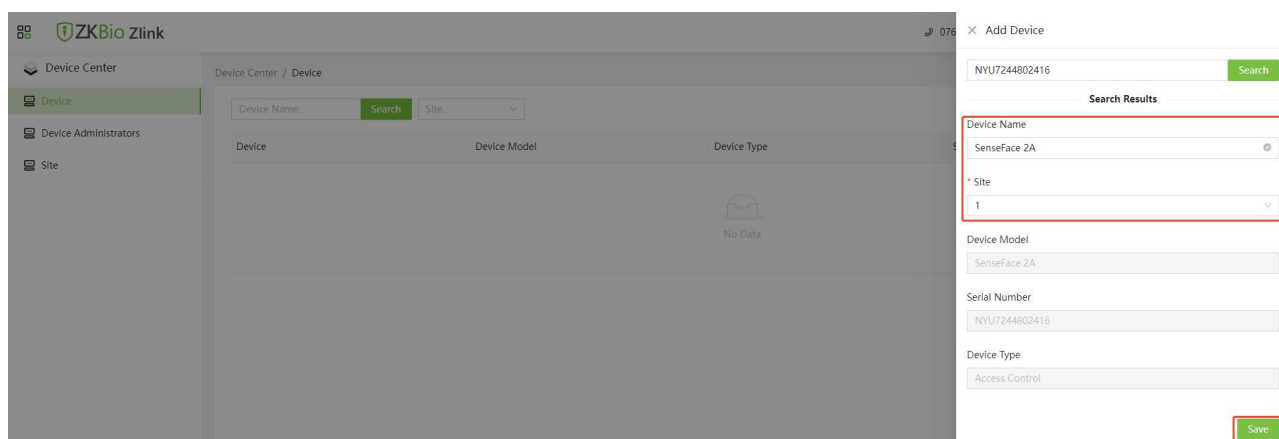 ZKBio Zlink
076
Device Center
Device
Device Administrators
Site
Device Center / Device
Device Name
Search
Site
Device
Device Model
Device Type
No Data
Add Device
NYU7244802416
Search
Search Results
Device Name
SenseFace 2A
* Site
1
Device Model
SenseFace 2A
Serial Number
NYU7244802416
Device Type
Access Control
Save